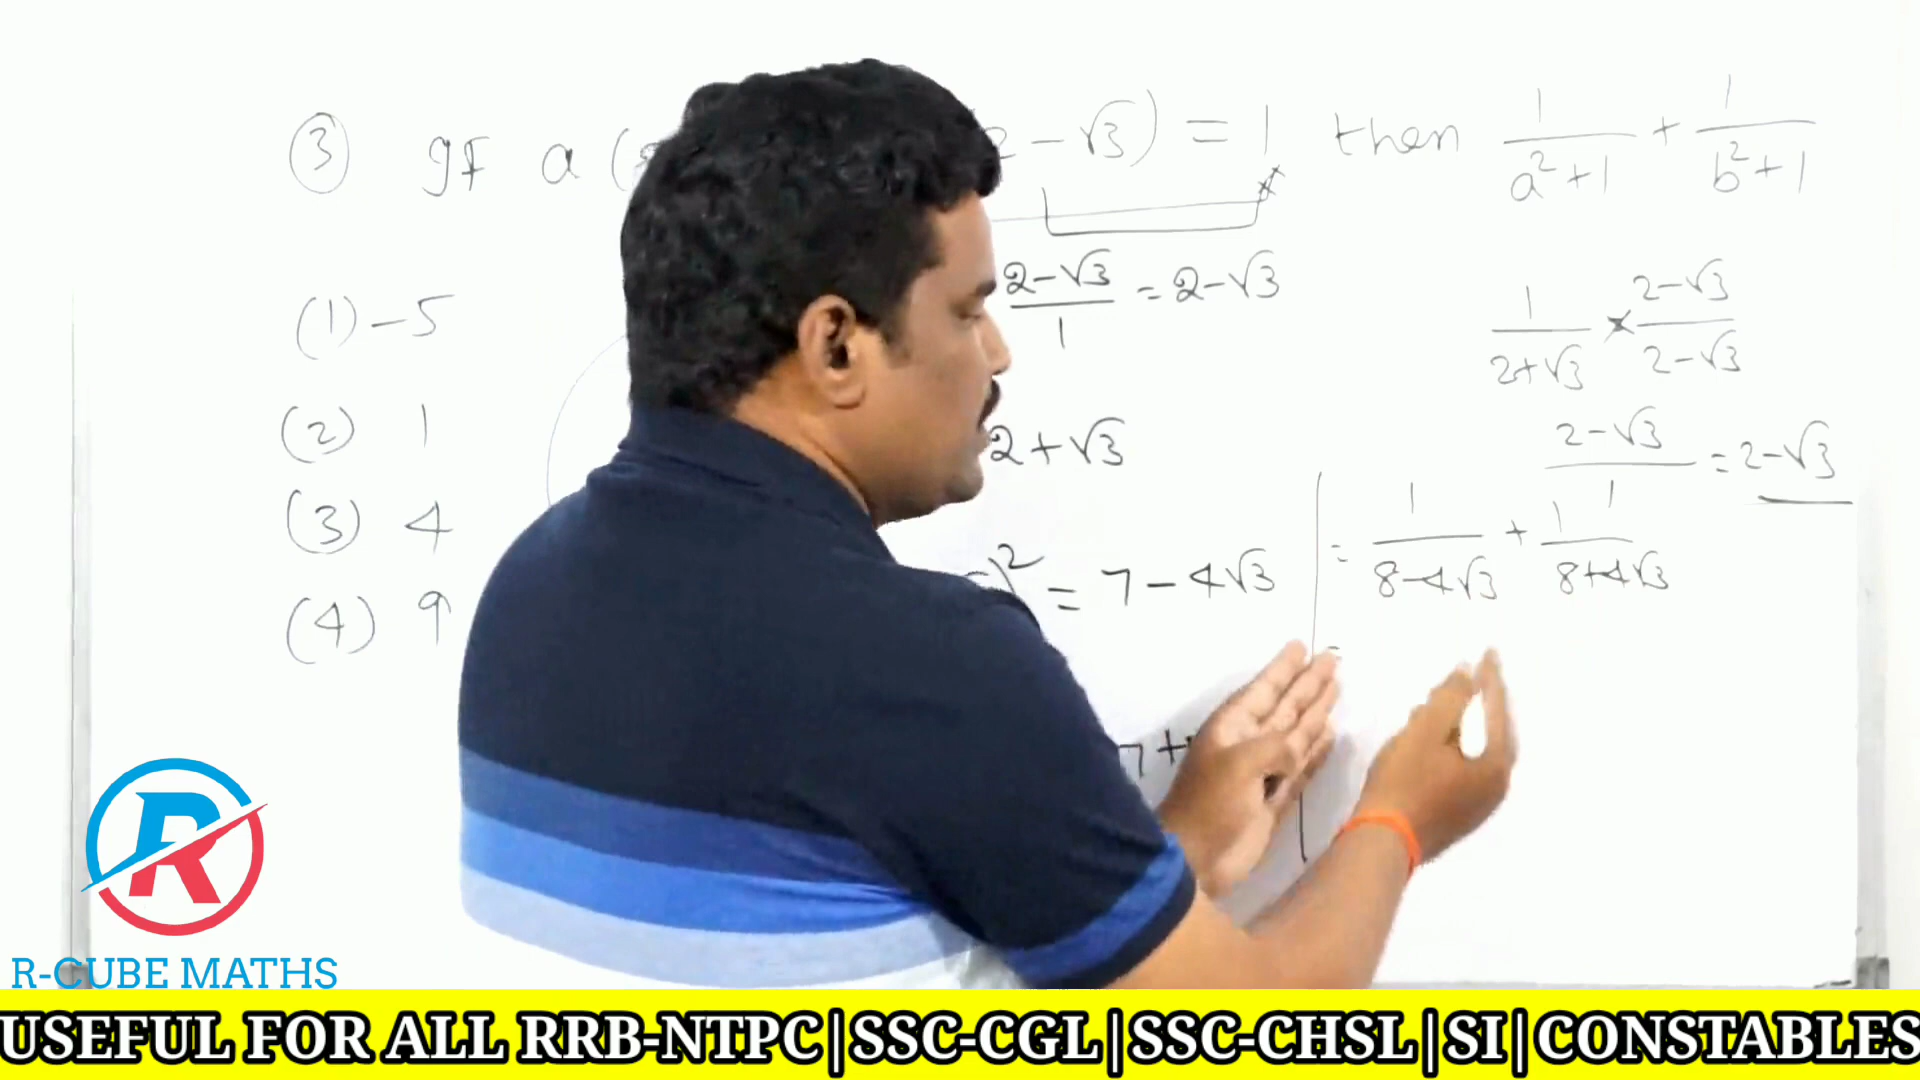 ③ If a ( 2 - √3) = 1 then 1/(a²+1) + 1/(b²+1)
(1) -5
(2) 1
(3) 4
(4) 9
(2-√3)/1 = 2-√3
2+√3
)² = 7-4√3
7+
1/(2+√3) × (2-√3)/(2-√3)
(2-√3)/1 = 2-√3
= 1/(8-4√3) + 1/(8+4√3)
=
R
R-CUBE MATHS
USEFUL FOR ALL RRB-NTPC|SSC-CGL|SSC-CHSL|SI|CONSTABLES